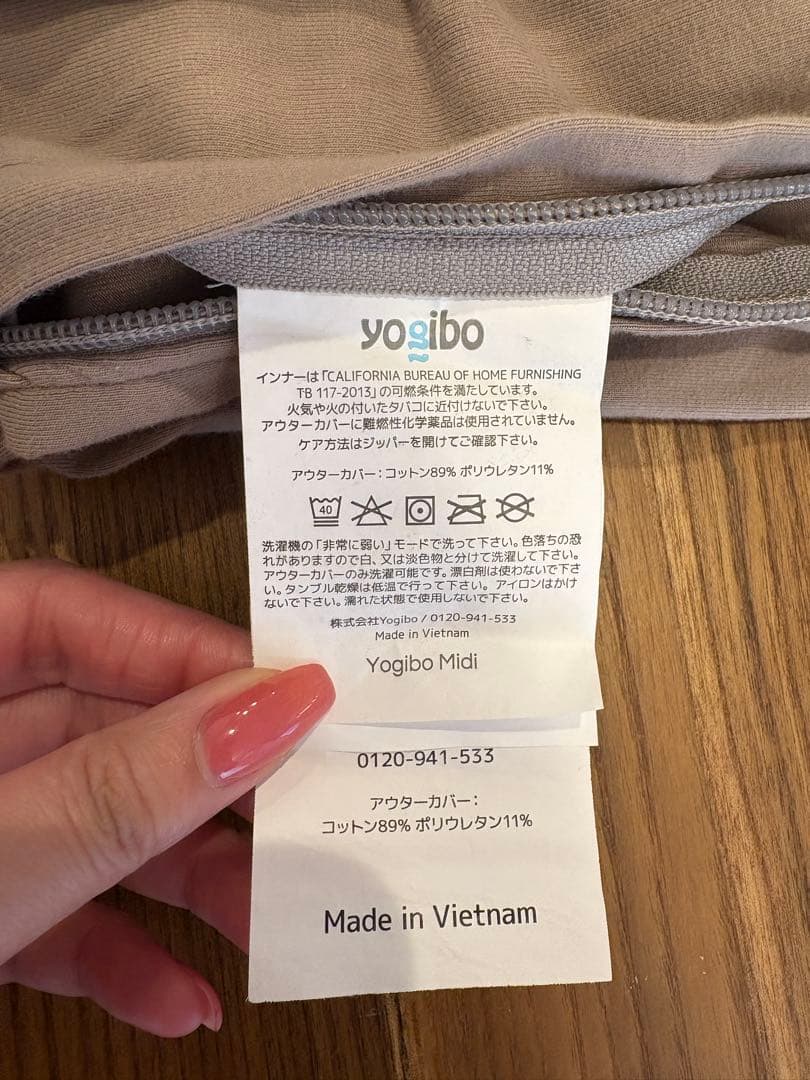 yogibo
インナーは「CALIFORNIA BUREAU OF HOME FURNISHING
TB 117-2013」の可燃条件を満たしています。
火気や火の付いたタバコに近付けないで下さい。
アウターカバーに難燃性化学薬品は使用されていません。
ケア方法はジッパーを開けてご確認下さい。
アウターカバー：コットン89% ポリウレタン11%
40
洗濯機の「非常に弱い」モードで洗って下さい。色落ちの恐
れがありますので白、又は淡色物と分けて洗濯して下さい。
アウターカバーのみ洗濯可能です。漂白剤は使わないで下さ
い。タンブル乾燥は低温で行って下さい。 アイロンはかけ
ないで下さい。濡れた状態で使用しないで下さい。
株式会社Yogibo / 0120-941-533
Made in Vietnam
Yogibo Midi
0120-941-533
アウターカバー：
コットン89% ポリウレタン11%
Made in Vietnam